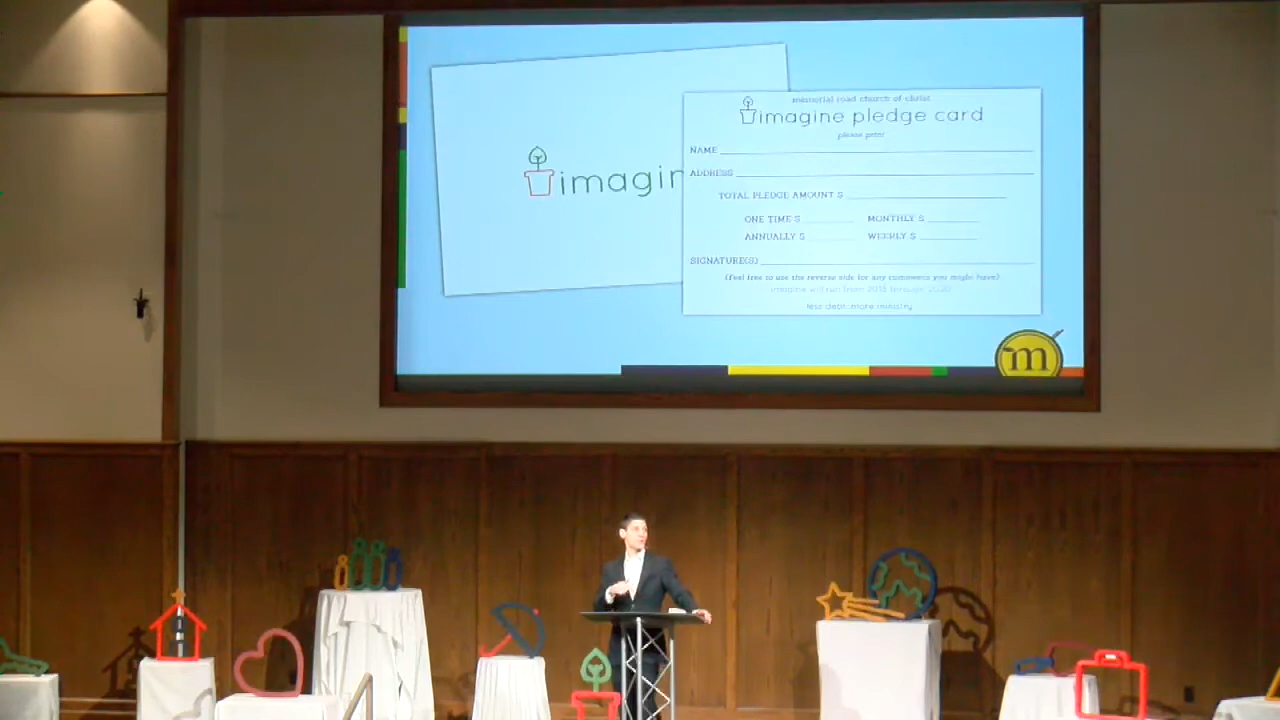 imagin
memorial road church of christ
imagine pledge card
please print
NAME
ADDRESS
TOTAL PLEDGE AMOUNT $
ONE TIME $ MONTHLY $
ANNUALLY $ WEEKLY $
SIGNATURE(S)
(feel free to use the reverse side for any comments you might have)
imagine will run from 2015 through 2020
less debt: more ministry
m